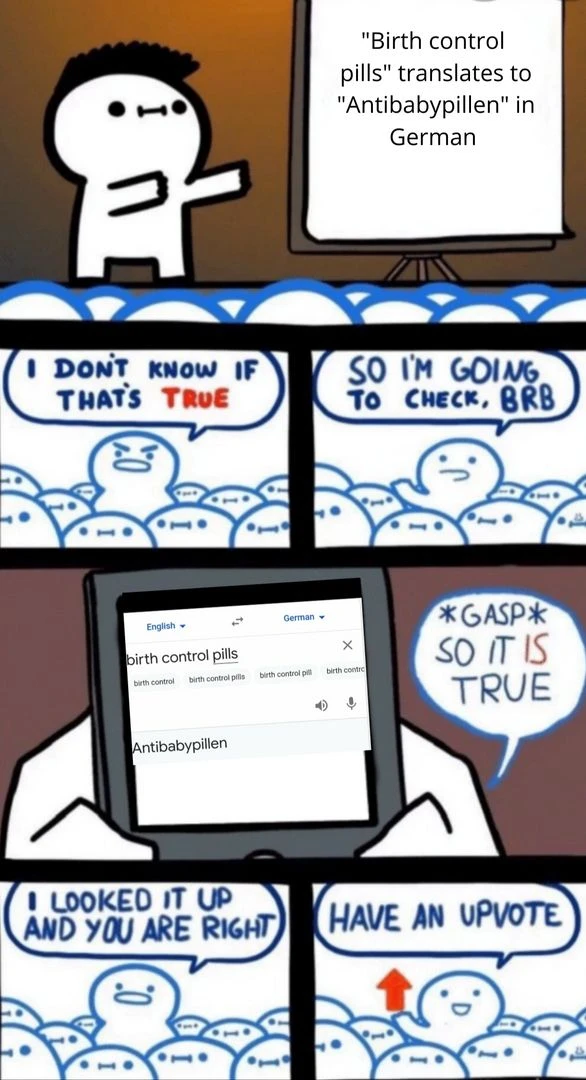 "Birth control
pills" translates to
"Antibabypillen" in
German
I DON'T KNOW IF
THAT'S TRUE
SO I'M GOING
TO CHECK, BRB
English
German
birth control pills
birth control
birth control pills
birth control pill
birth contro
Antibabypillen
*GASP*
SO IT IS
TRUE
I LOOKED IT UP
AND YOU ARE RIGHT
HAVE AN UPVOTE